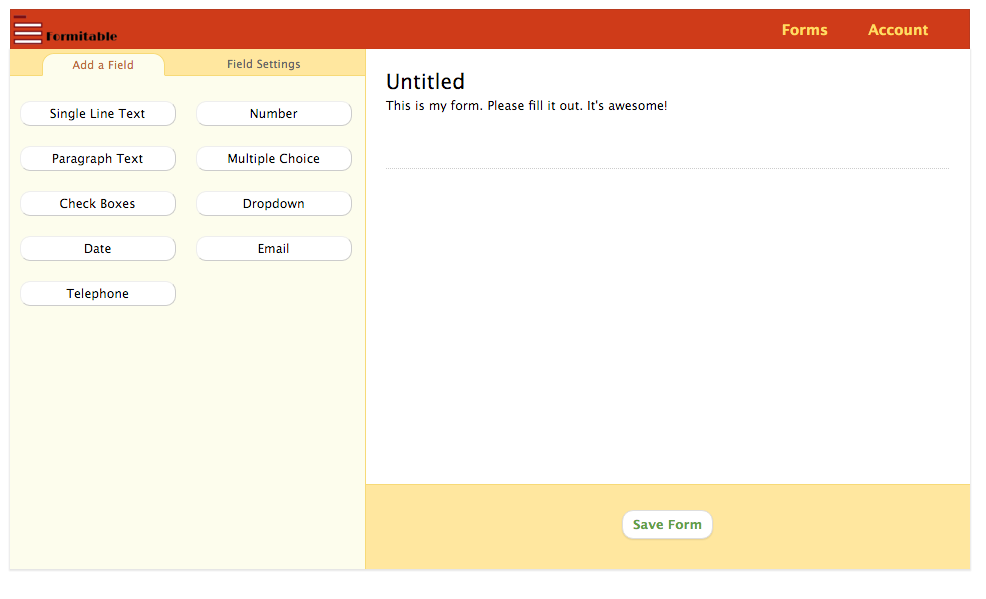 Formitable
Forms Account
Add a Field Field Settings
Single Line Text Number
Paragraph Text Multiple Choice
Check Boxes Dropdown
Date Email
Telephone
Untitled
This is my form. Please fill it out. It's awesome!
Save Form